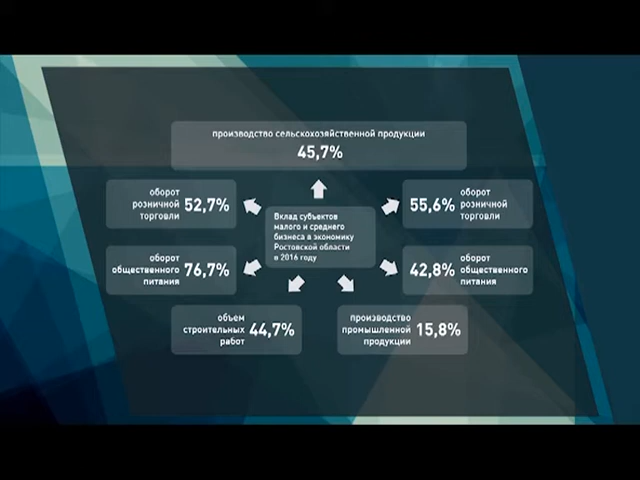 производство сельскохозяйственной продукции
45,7%
оборот
розничной
торговли
52,7%
Вклад субъектов
малого и среднего
бизнеса в экономику
Ростовской области
в 2016 году
55,6%
оборот
розничной
торговли
оборот
общественного
питания
76,7%
42,8%
оборот
общественного
питания
объем
строительных
работ
44,7%
производство
промышленной
продукции
15,8%